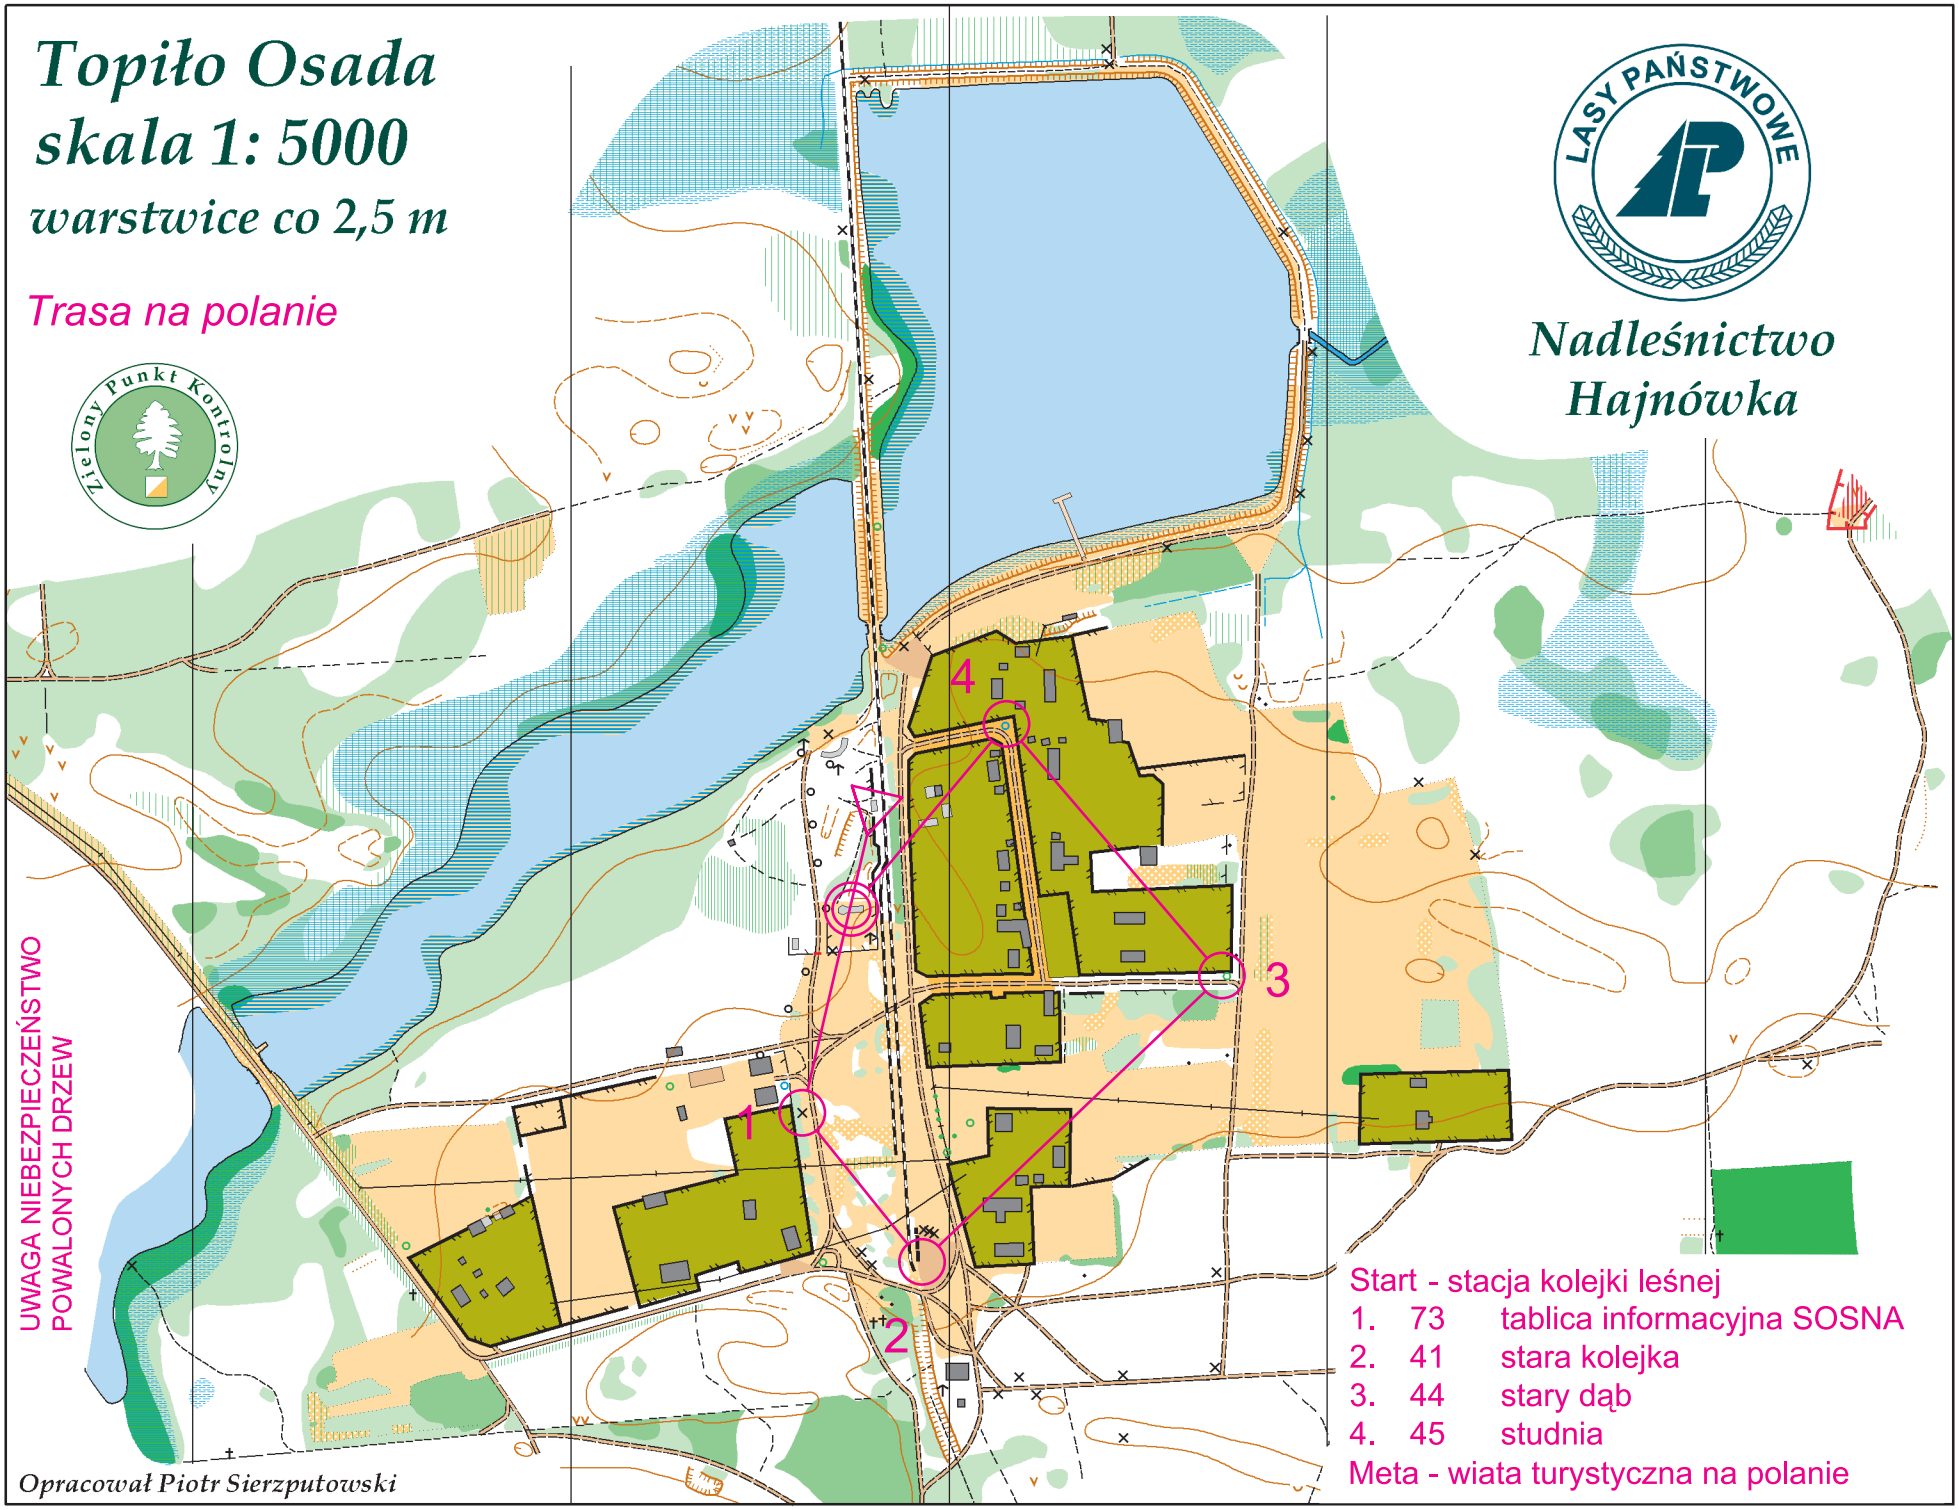 Topiło Osada
skala 1: 5000
warstwice co 2,5 m
Trasa na polanie
Zielony Punkt Kontrolny
LASY PAŃSTWOWE
Nadleśnictwo
Hajnówka
4
3
1
2
UWAGA NIEBEZPIECZEŃSTWO
POWALONYCH DRZEW
Start - stacja kolejki leśnej
1. 73 tablica informacyjna SOSNA
2. 41 stara kolejka
3. 44 stary dąb
4. 45 studnia
Meta - wiata turystyczna na polanie
Opracował Piotr Sierzputowski